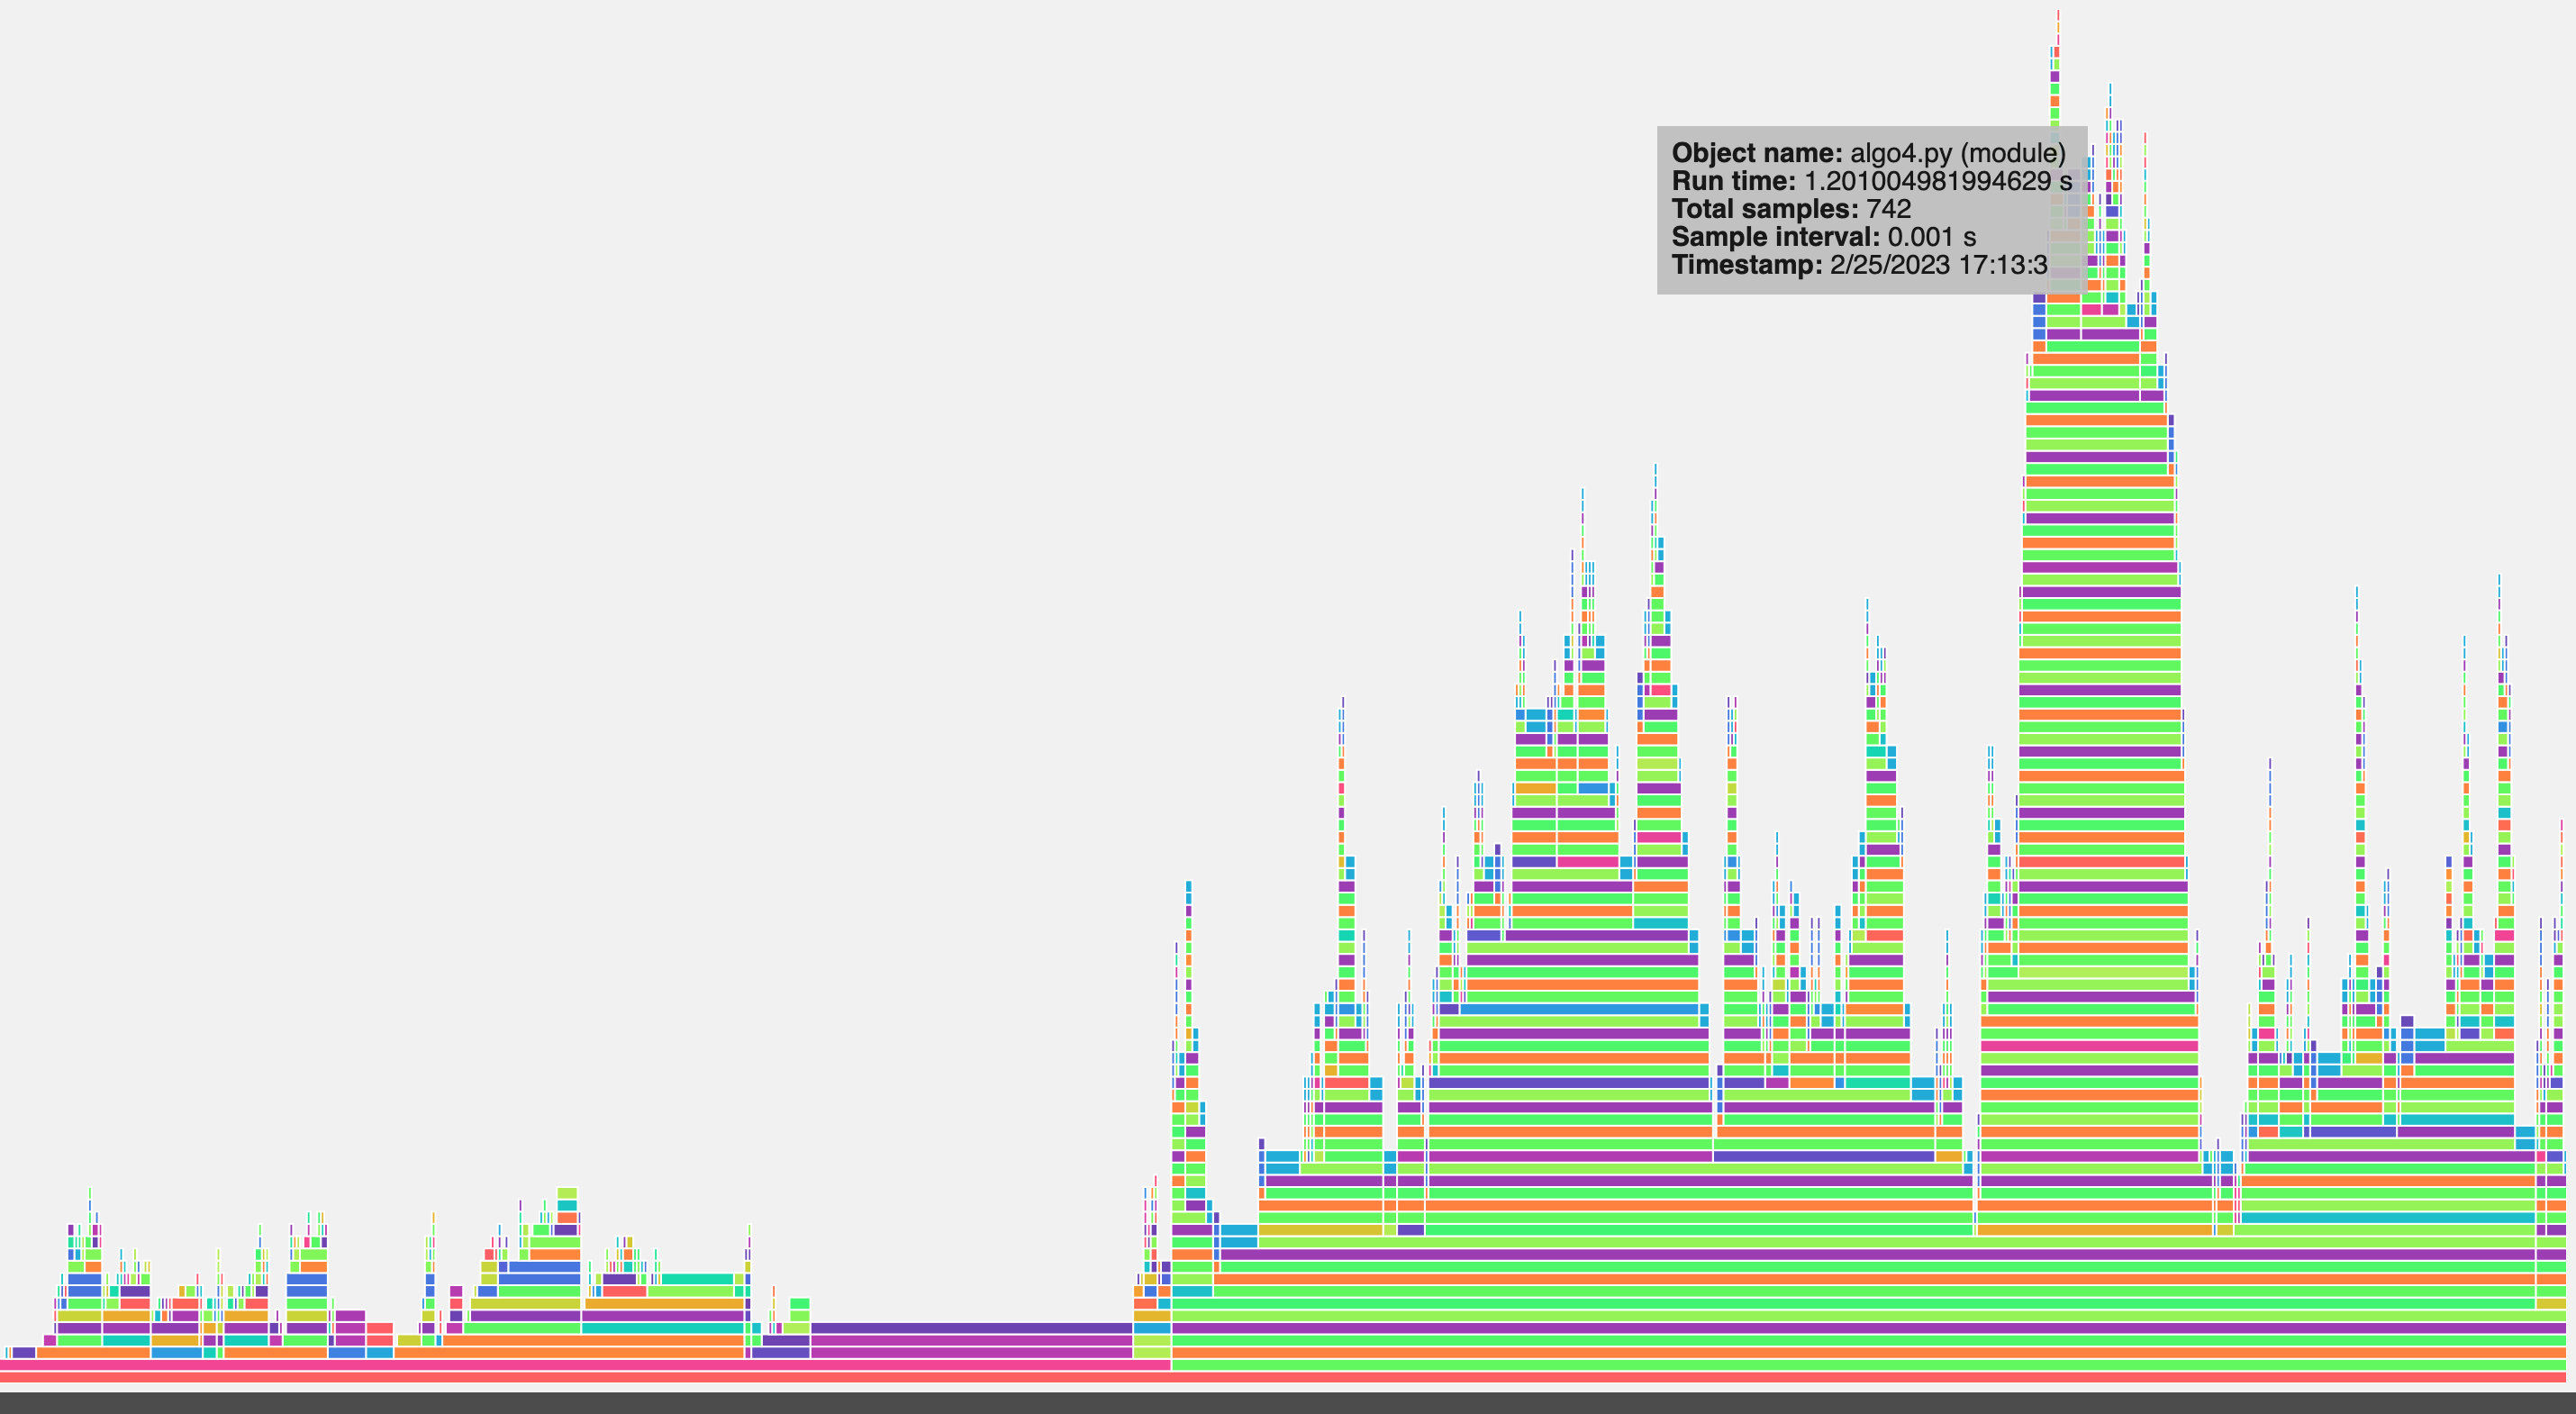 Object name: algo4.py (module)
Run time: 1.201004981994629 s
Total samples: 742
Sample interval: 0.001 s
Timestamp: 2/25/2023 17:13:3